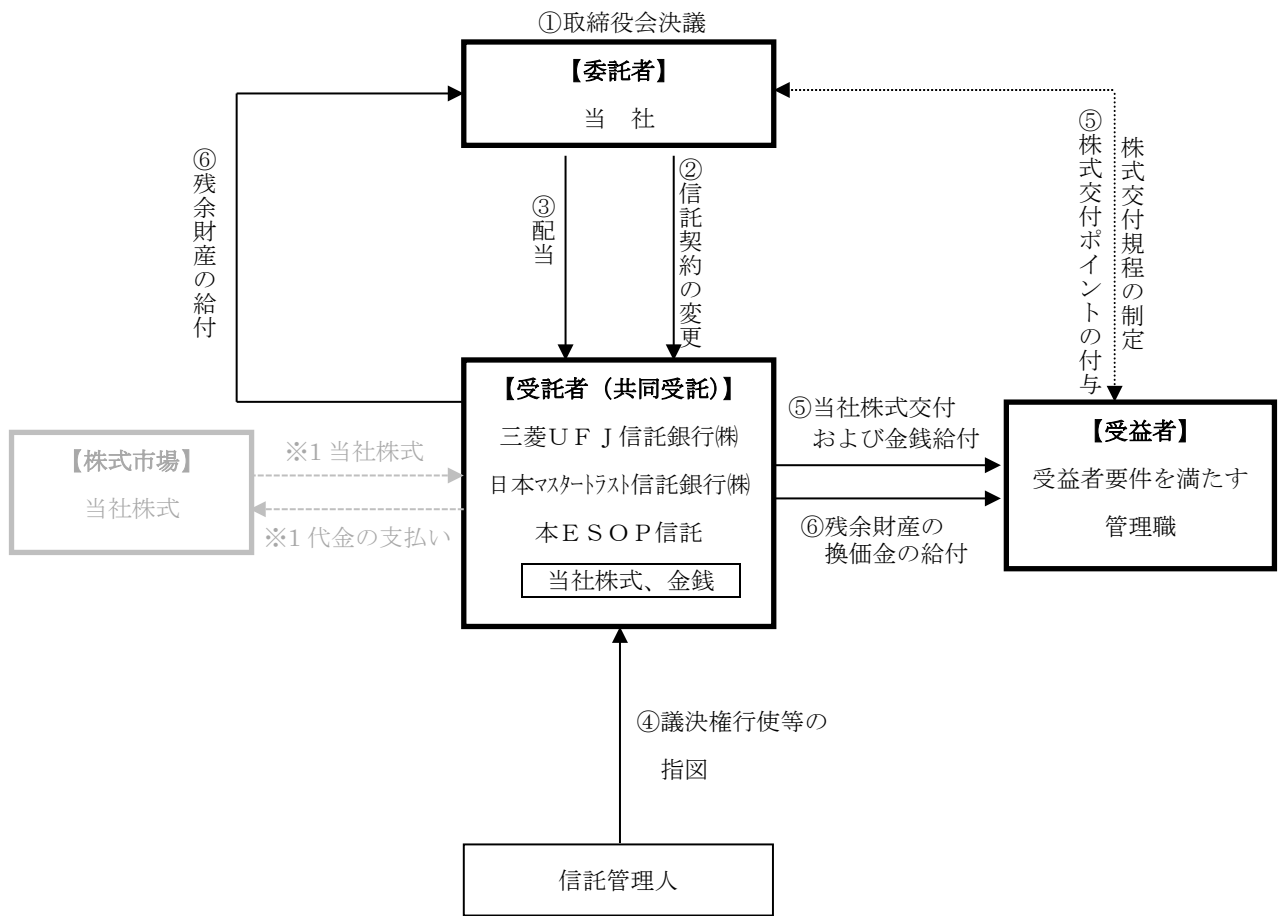 ①取締役会決議
【委託者】
当　社
⑥残余財産の給付
③配当
②信託契約の変更
⑤株式交付ポイントの付与
株式交付規程の制定
【受託者（共同受託）】
三菱ＵＦＪ信託銀行㈱
日本マスタートラスト信託銀行㈱
本ＥＳＯＰ信託
当社株式、金銭
【株式市場】
当社株式
※1 当社株式
※1 代金の支払い
⑤当社株式交付
および金銭給付
⑥残余財産の
換価金の給付
【受益者】
受益者要件を満たす
管理職
④議決権行使等の
指図
信託管理人